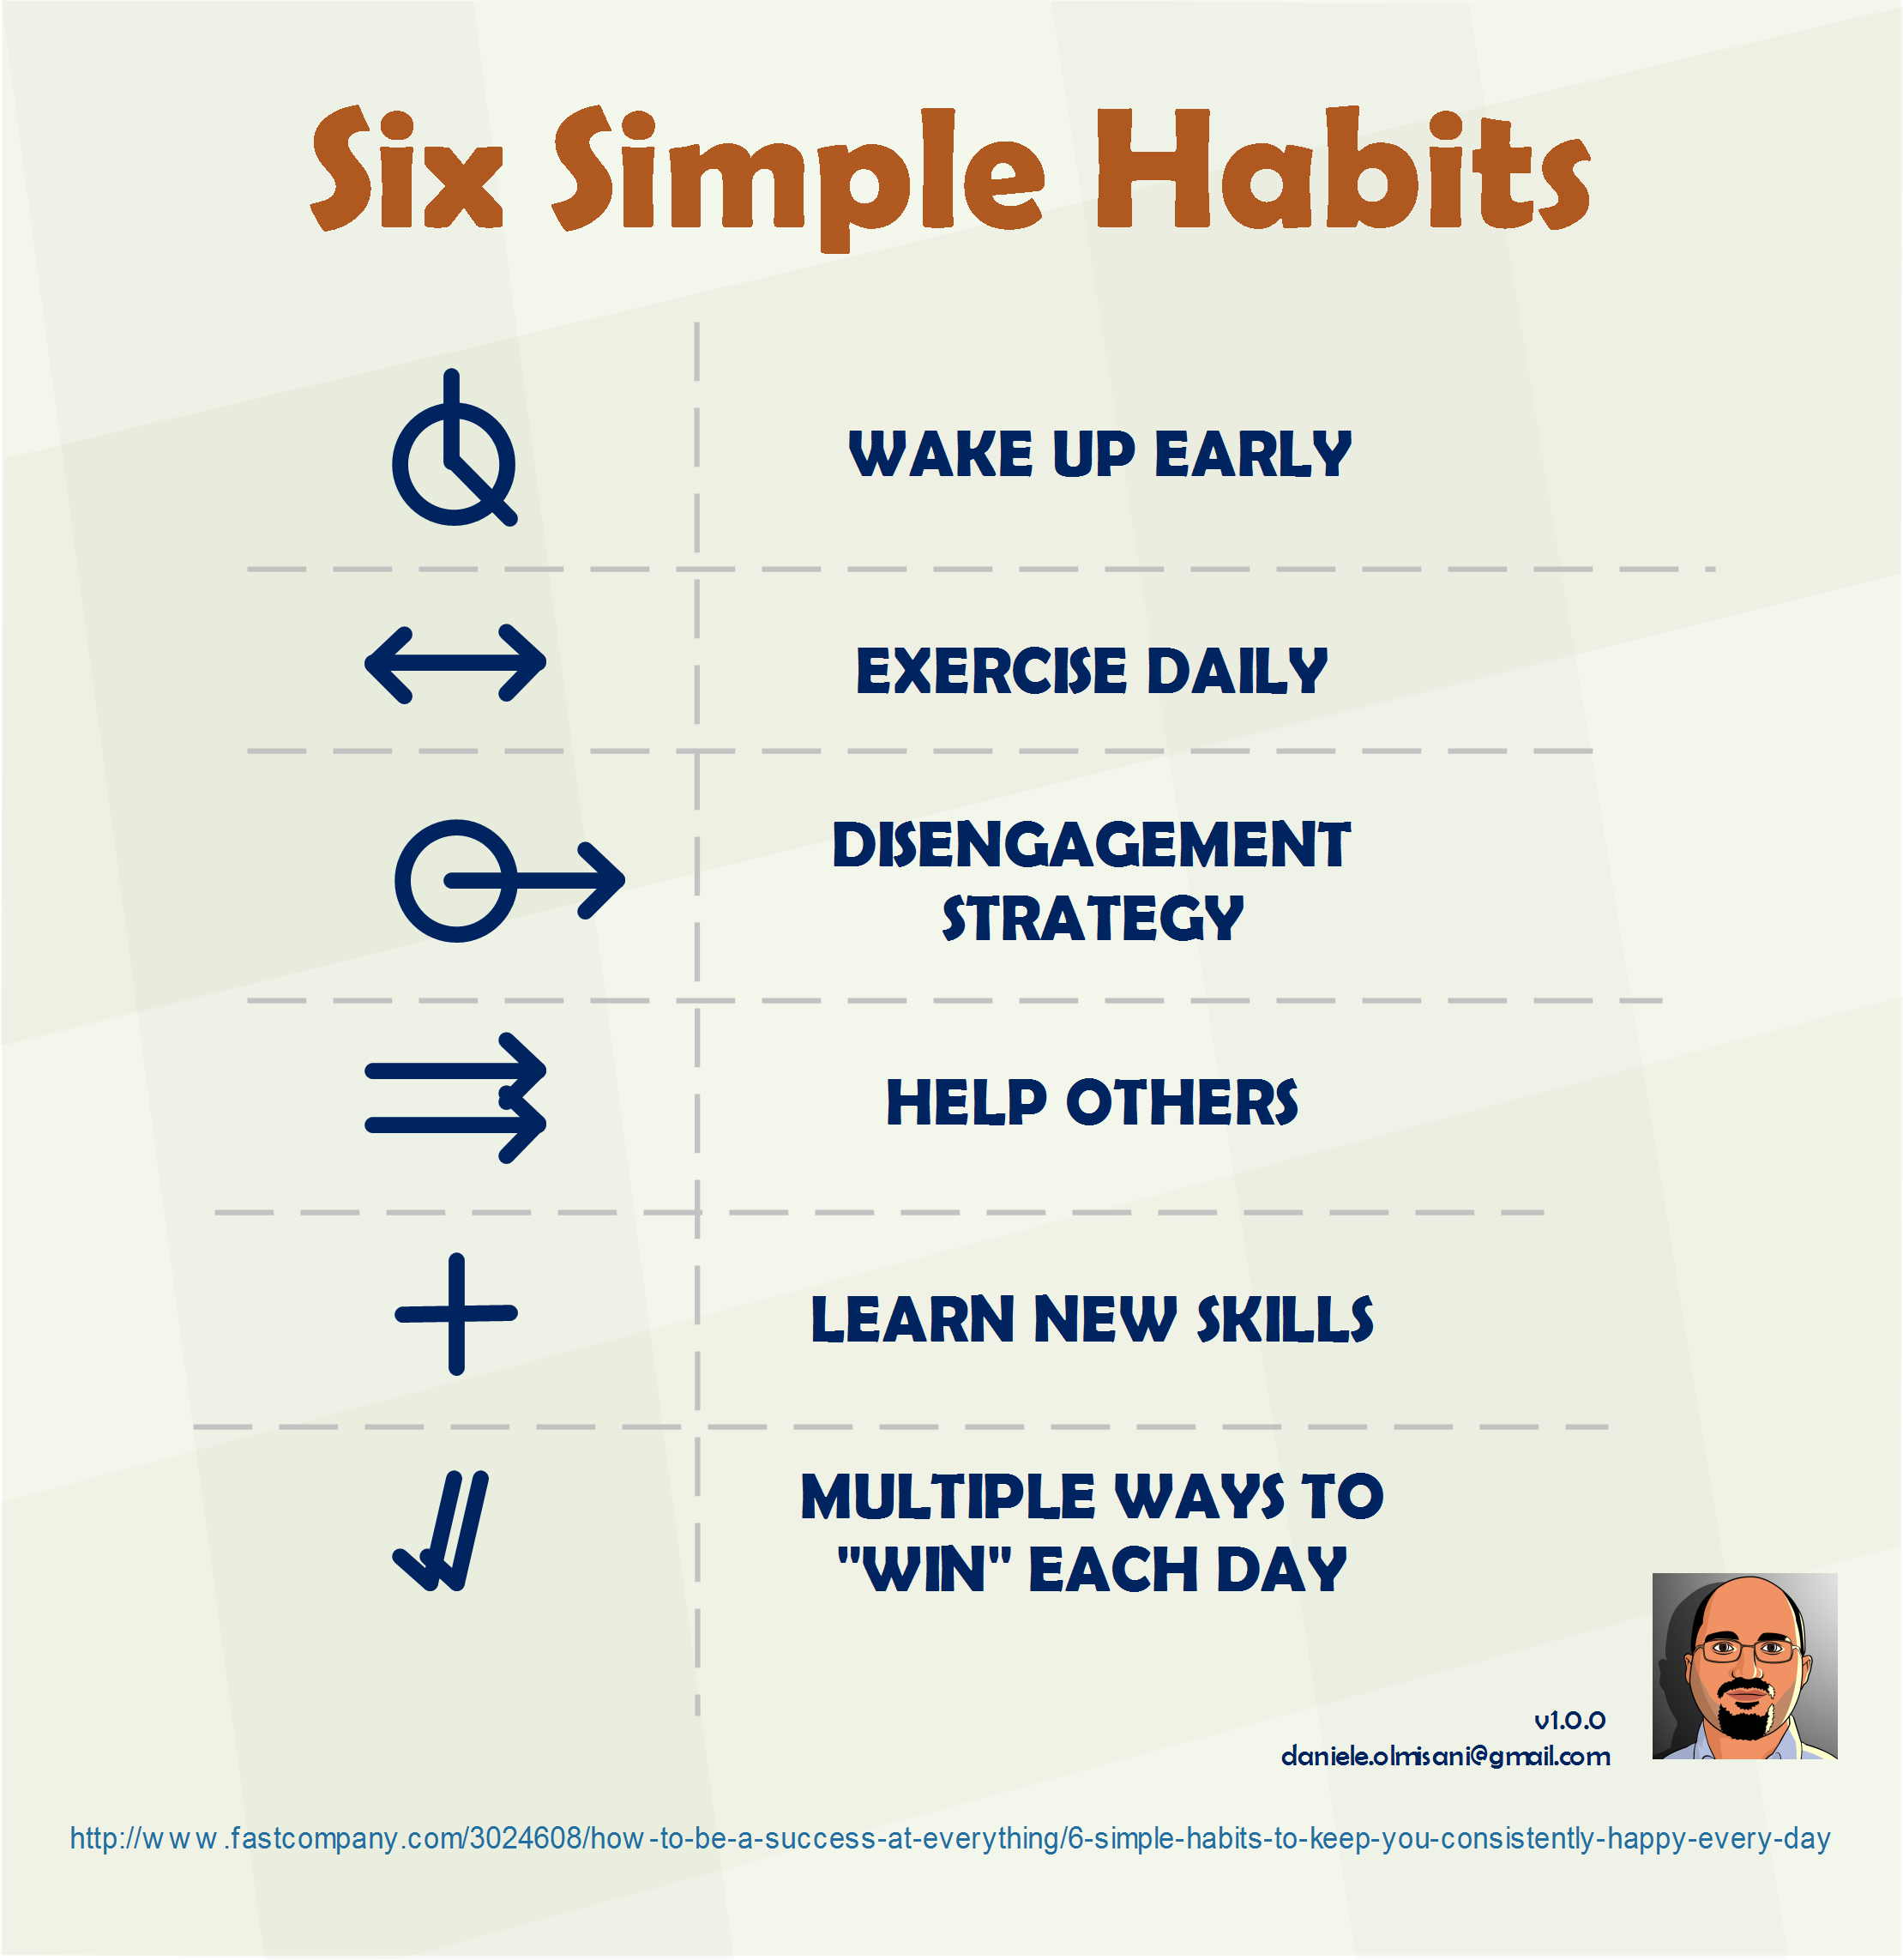 Six Simple Habits
WAKE UP EARLY
EXERCISE DAILY
DISENGAGEMENT
STRATEGY
HELP OTHERS
LEARN NEW SKILLS
MULTIPLE WAYS TO
"WIN" EACH DAY
v1.0.0
daniele.olmisani@gmail.com
http://www.fastcompany.com/3024608/how-to-be-a-success-at-everything/6-simple-habits-to-keep-you-consistently-happy-every-day